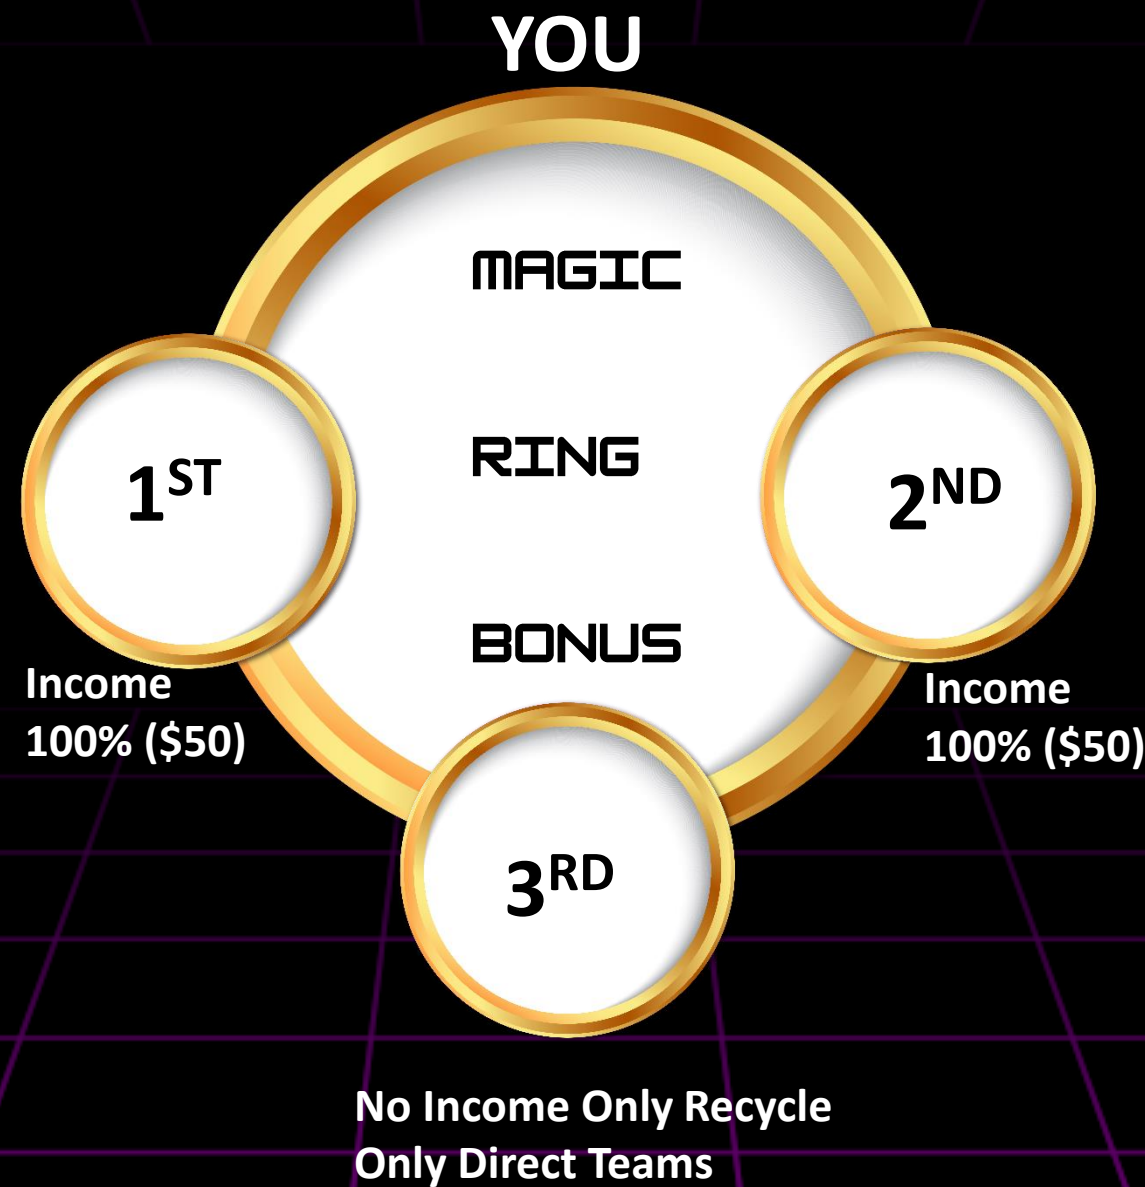 YOU
MAGIC
RING
BONUS
1ST
2ND
Income
100% ($50)
Income
100% ($50)
3RD
No Income Only Recycle
Only Direct Teams